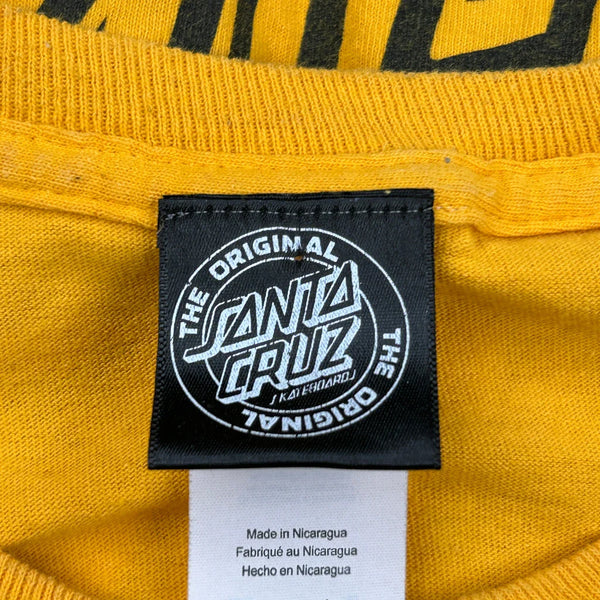 THE ORIGINAL
SANTA
CRUZ
SKATEBOARDS
THE ORIGINAL
Made in Nicaragua
Fabriqué au Nicaragua
Hecho en Nicaragua